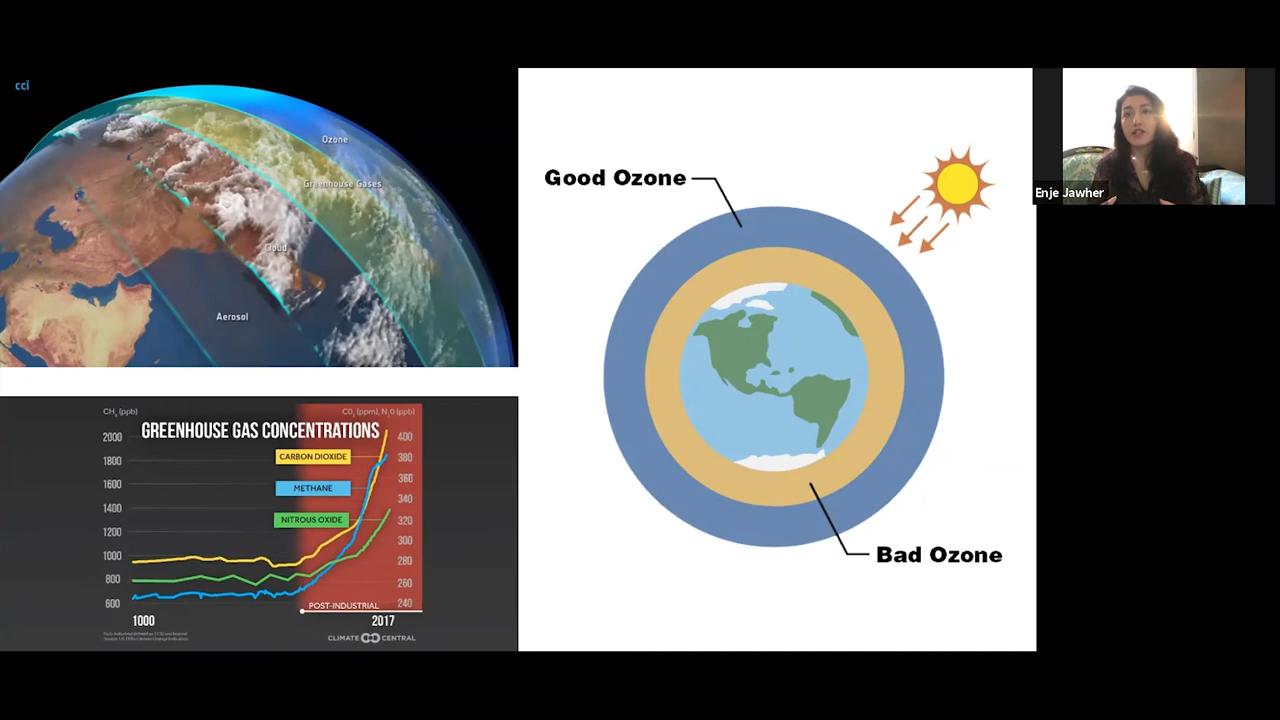 cci
Ozone
Greenhouse Gases
Cloud
Aerosol
CH₄ (ppb)
CO₂ (ppm), N₂O (ppb)
GREENHOUSE GAS CONCENTRATIONS
2000
1800
1600
1400
1200
1000
800
600
CARBON DIOXIDE
METHANE
NITROUS OXIDE
400
380
360
340
320
300
280
260
240
POST-INDUSTRIAL
1000
2017
CLIMATE CENTRAL
Good Ozone
Bad Ozone
Enje Jawher